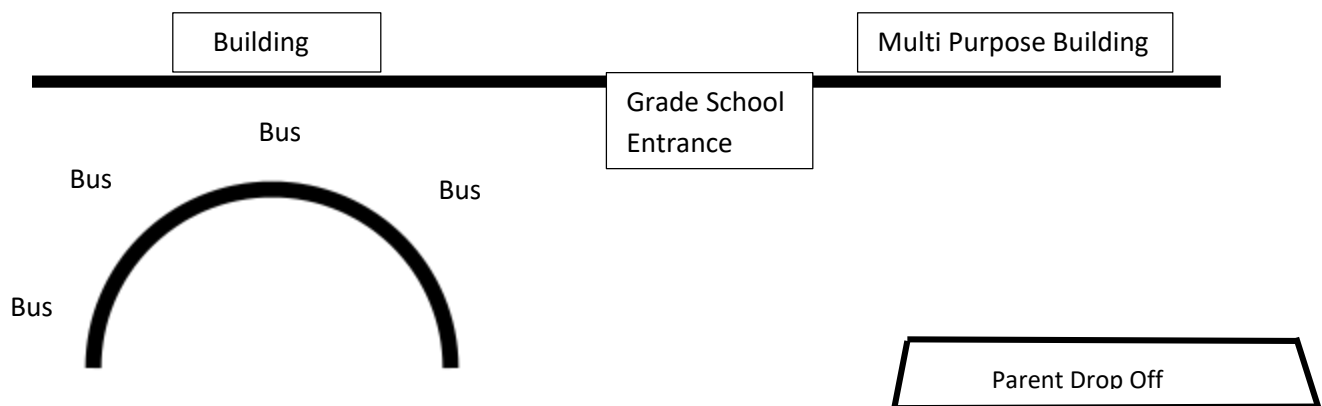 Building
Multi Purpose Building
Grade School
Entrance
Bus
Bus
Bus
Bus
Parent Drop Off